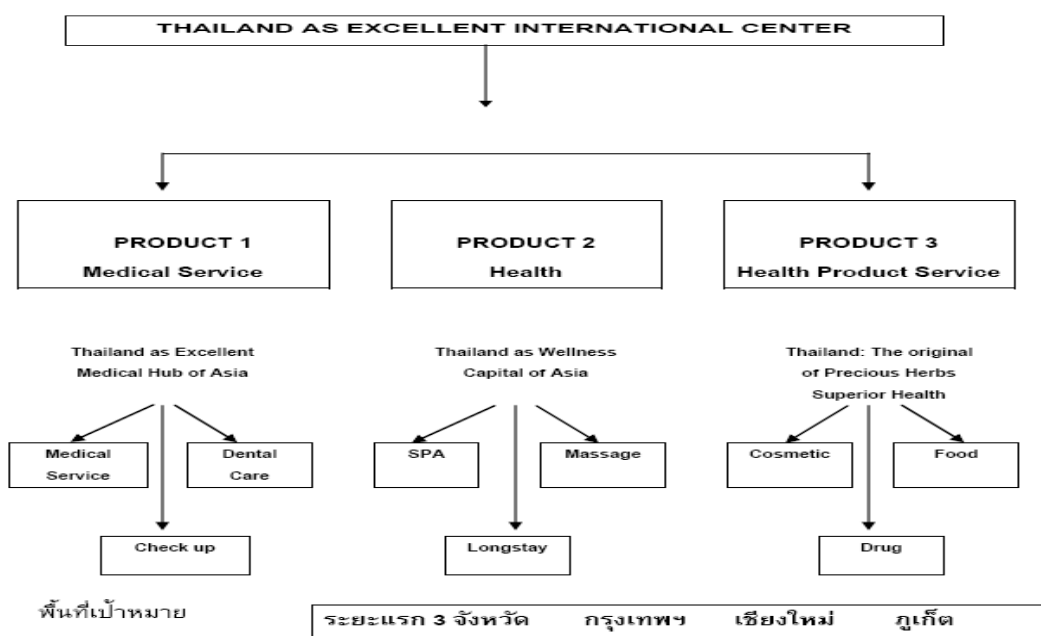 THAILAND AS EXCELLENT INTERNATIONAL CENTER
PRODUCT 1
Medical Service
PRODUCT 2
Health
PRODUCT 3
Health Product Service
Thailand as Excellent
Medical Hub of Asia
Thailand as Wellness
Capital of Asia
Thailand: The original
of Precious Herbs
Superior Health
Medical
Service
Dental
Care
SPA
Massage
Cosmetic
Food
Check up
Longstay
Drug
พื้นที่เป้าหมาย
ระยะแรก 3 จังหวัด กรุงเทพฯ เชียงใหม่ ภูเก็ต